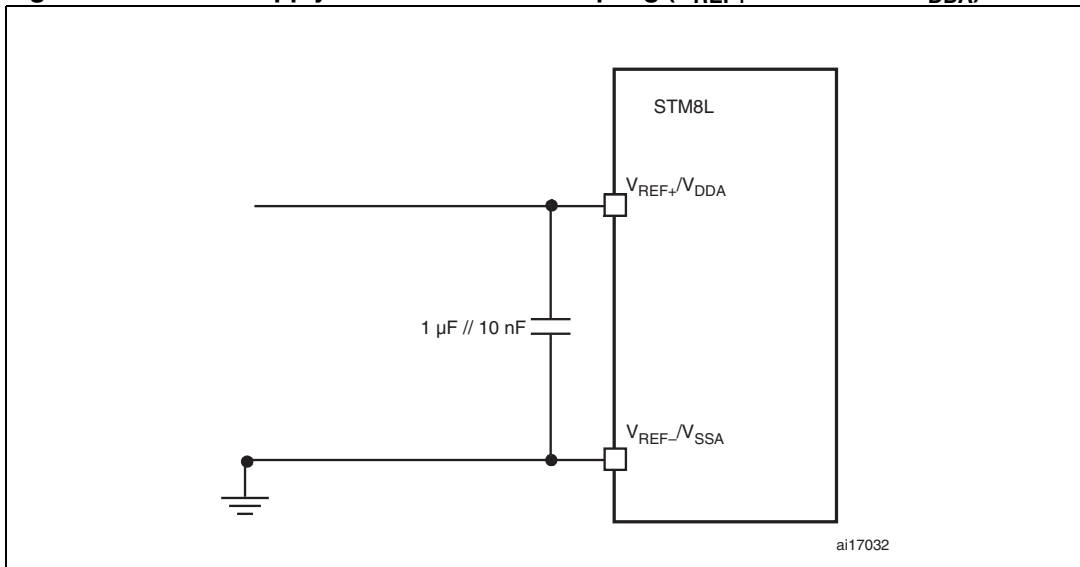 STM8L
VREF+/VDDA
1 µF // 10 nF
VREF–/VSSA
ai17032